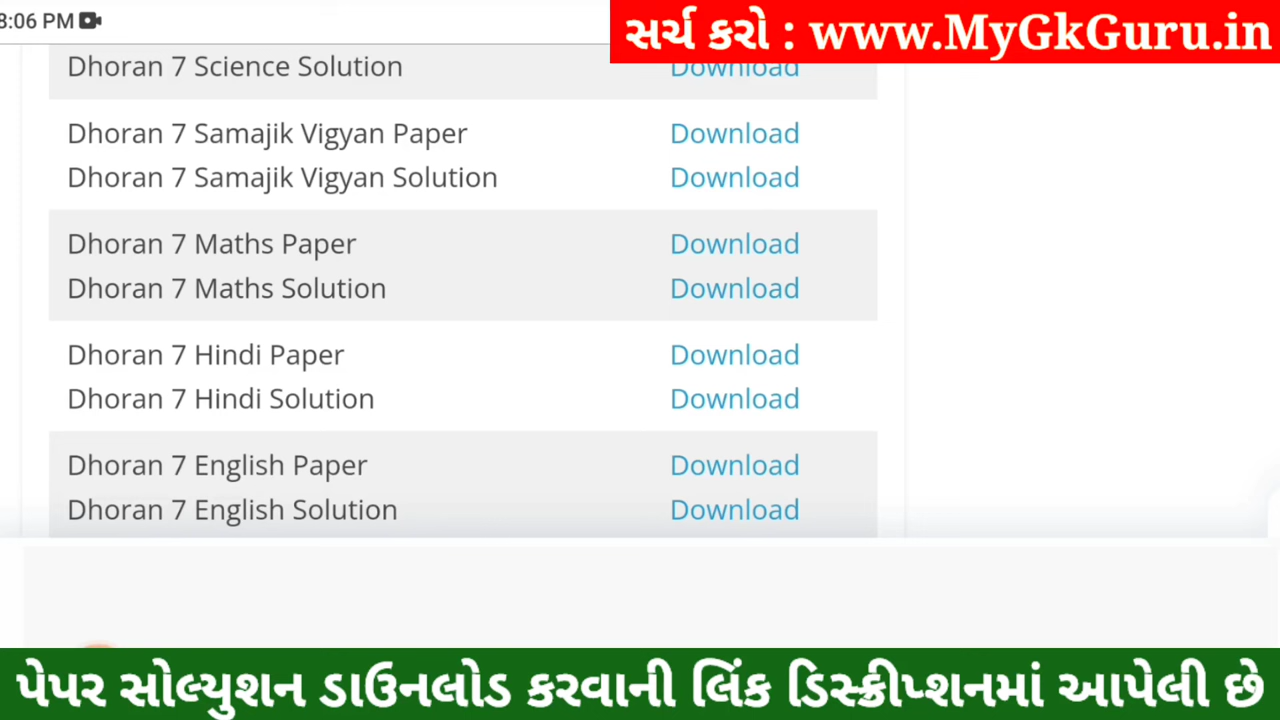 8:06 PM
સર્ચ કરો : www.MyGkGuru.in
Dhoran 7 Science Solution Download
Dhoran 7 Samajik Vigyan Paper Download
Dhoran 7 Samajik Vigyan Solution Download
Dhoran 7 Maths Paper Download
Dhoran 7 Maths Solution Download
Dhoran 7 Hindi Paper Download
Dhoran 7 Hindi Solution Download
Dhoran 7 English Paper Download
Dhoran 7 English Solution Download
પેપર સોલ્યુશન ડાઉનલોડ કરવાની લિંક ડિસ્ક્રીપ્શનમાં આપેલી છે